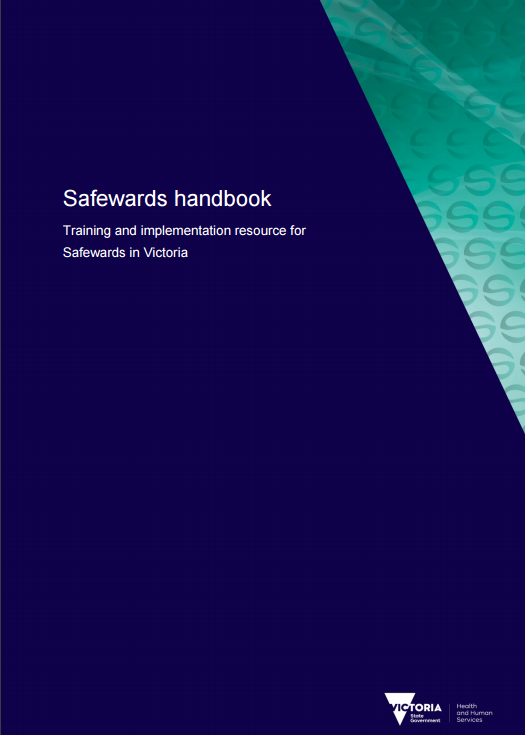 Safewards handbook
Training and implementation resource for
Safewards in Victoria
VICTORIA
State
Government
Health
and Human
Services